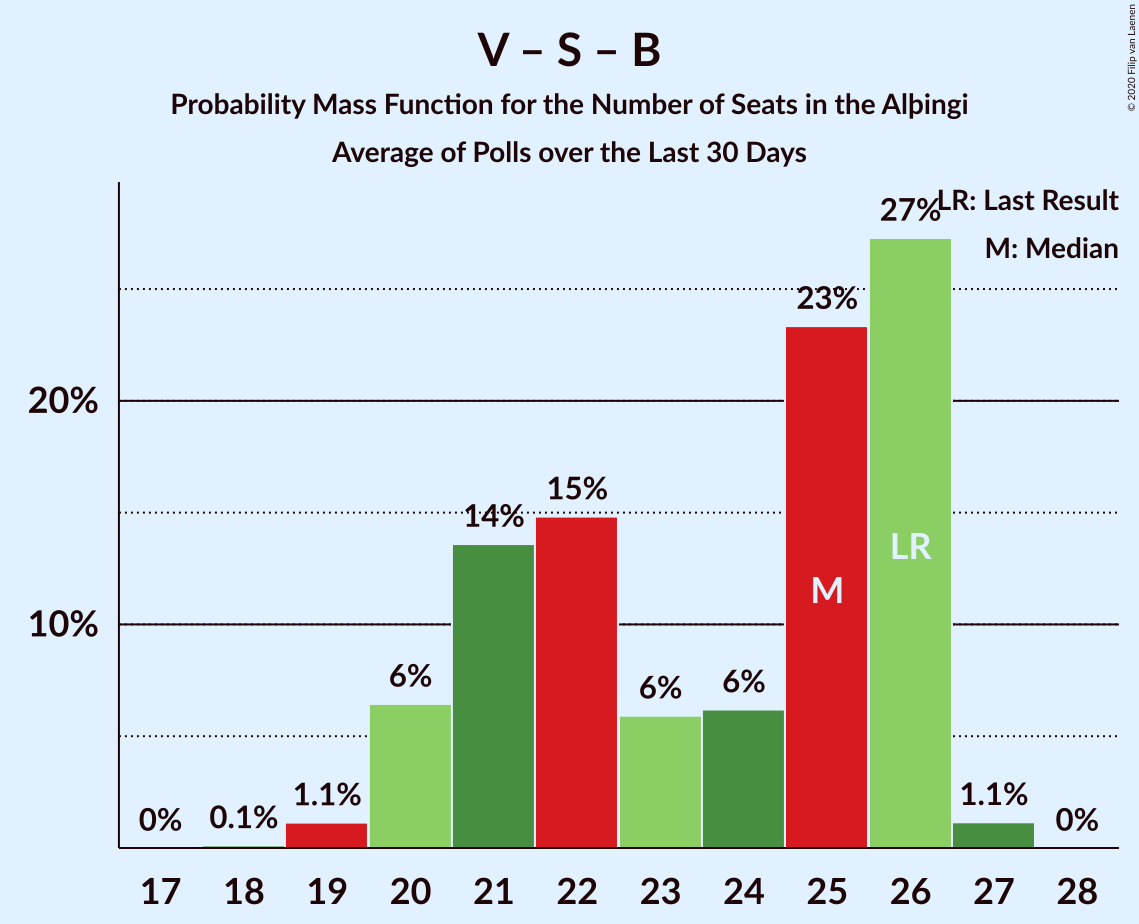 V – S – B
Probability Mass Function for the Number of Seats in the Alþingi
Average of Polls over the Last 30 Days
© 2020 Filip van Laenen
LR: Last Result
M: Median
20%
10%
0%
0.1%
1.1%
6%
14%
15%
6%
6%
23%
27%
1.1%
0%
M
LR
17 18 19 20 21 22 23 24 25 26 27 28